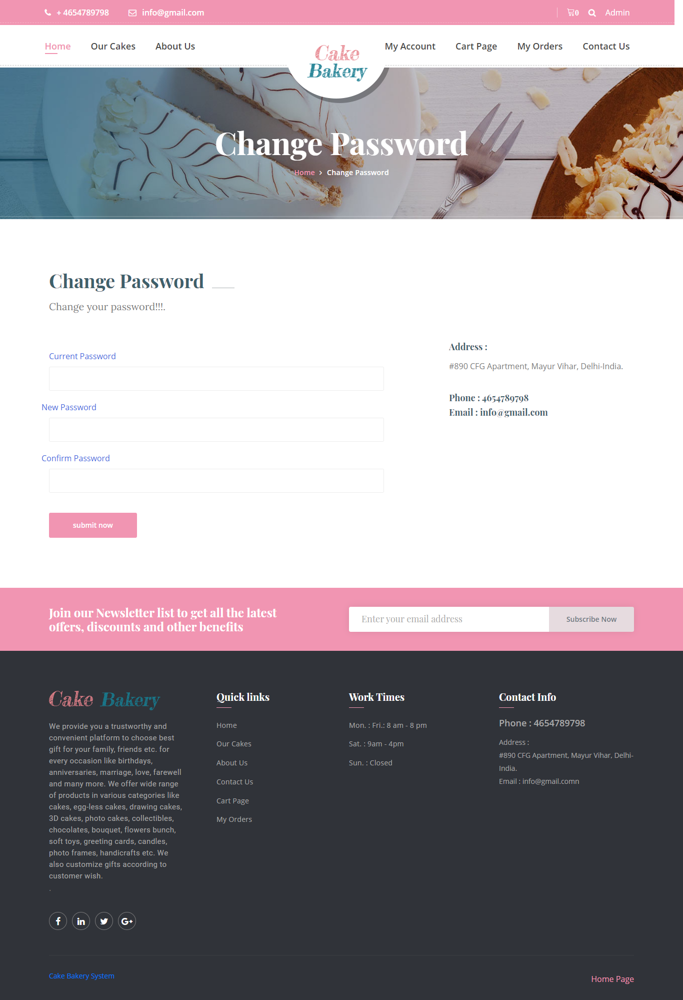 + 4654789798 info@gmail.com 0 Admin
Home Our Cakes About Us Cake Bakery My Account Cart Page My Orders Contact Us
Change Password
Home > Change Password
Change Password
Change your password!!!.
Current Password
New Password
Confirm Password
submit now
Address :
#890 CFG Apartment, Mayur Vihar, Delhi-India.
Phone : 4654789798
Email : info@gmail.com
Join our Newsletter list to get all the latest
offers, discounts and other benefits
Enter your email address Subscribe Now
Cake Bakery
We provide you a trustworthy and
convenient platform to choose best
gift for your family, friends etc. for
every occasion like birthdays,
anniversaries, marriage, love, farewell
and many more. We offer wide range
of products in various categories like
cakes, egg-less cakes, drawing cakes,
3D cakes, photo cakes, collectibles,
chocolates, bouquet, flowers bunch,
soft toys, greeting cards, candles,
photo frames, handicrafts etc. We
also customize gifts according to
customer wish.
.
Quick links
Home
Our Cakes
About Us
Contact Us
Cart Page
My Orders
Work Times
Mon. : Fri.: 8 am - 8 pm
Sat. : 9am - 4pm
Sun. : Closed
Contact Info
Phone : 4654789798
Address :
#890 CFG Apartment, Mayur Vihar, Delhi-
India.
Email : info@gmail.comn
Cake Bakery System
Home Page